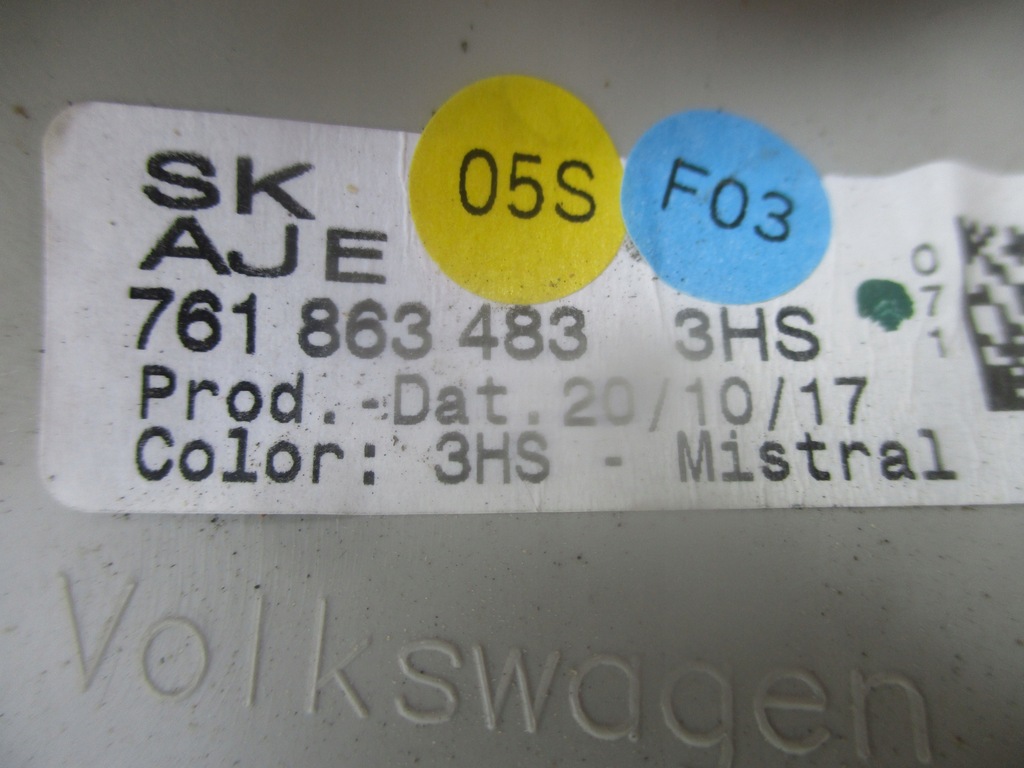 SK
AJE
05S
F03
761 863 483 3HS
071
Prod.-Dat. 20/10/17
Color: 3HS - Mistral
Volkswagen